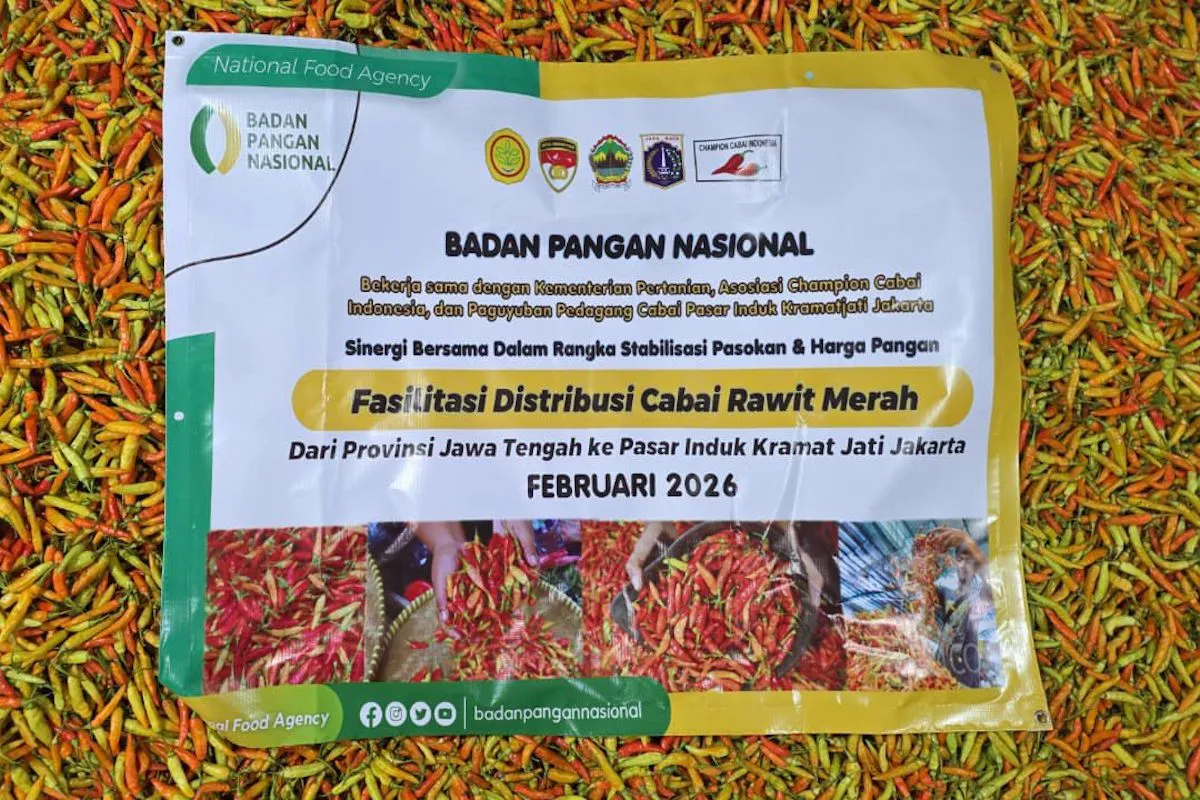 National Food Agency
BADAN
PANGAN
NASIONAL
CHAMPION CABAI INDONESIA
BADAN PANGAN NASIONAL
Bekerja sama dengan Kementerian Pertanian, Asosiasi Champion Cabai
Indonesia, dan Paguyuban Pedagang Cabai Pasar Induk Kramatjati Jakarta
Sinergi Bersama Dalam Rangka Stabilisasi Pasokan & Harga Pangan
Fasilitasi Distribusi Cabai Rawit Merah
Dari Provinsi Jawa Tengah ke Pasar Induk Kramat Jati Jakarta
FEBRUARI 2026
al Food Agency
badanpangannasional